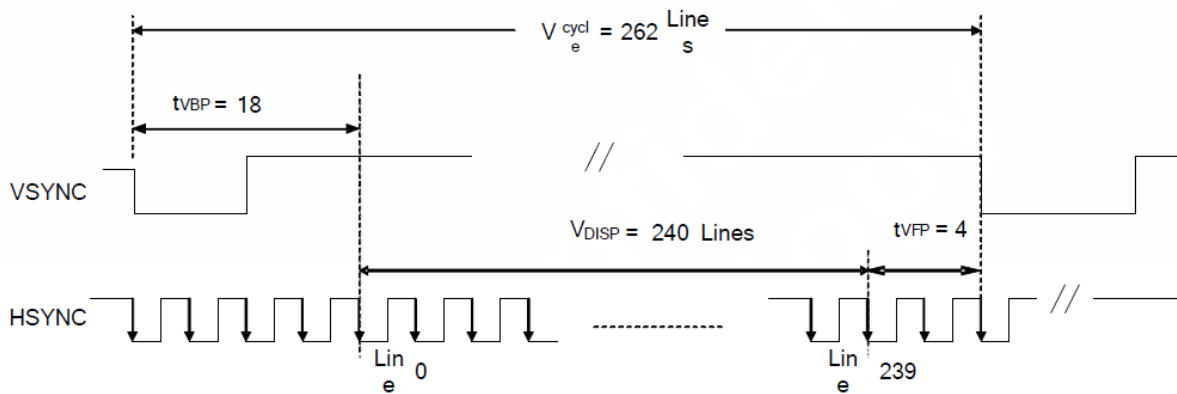 V cycl e = 262 Line s
tVBP = 18
VSYNC
VDISP = 240 Lines
tVFP = 4
HSYNC
Lin e 0
Lin e 239